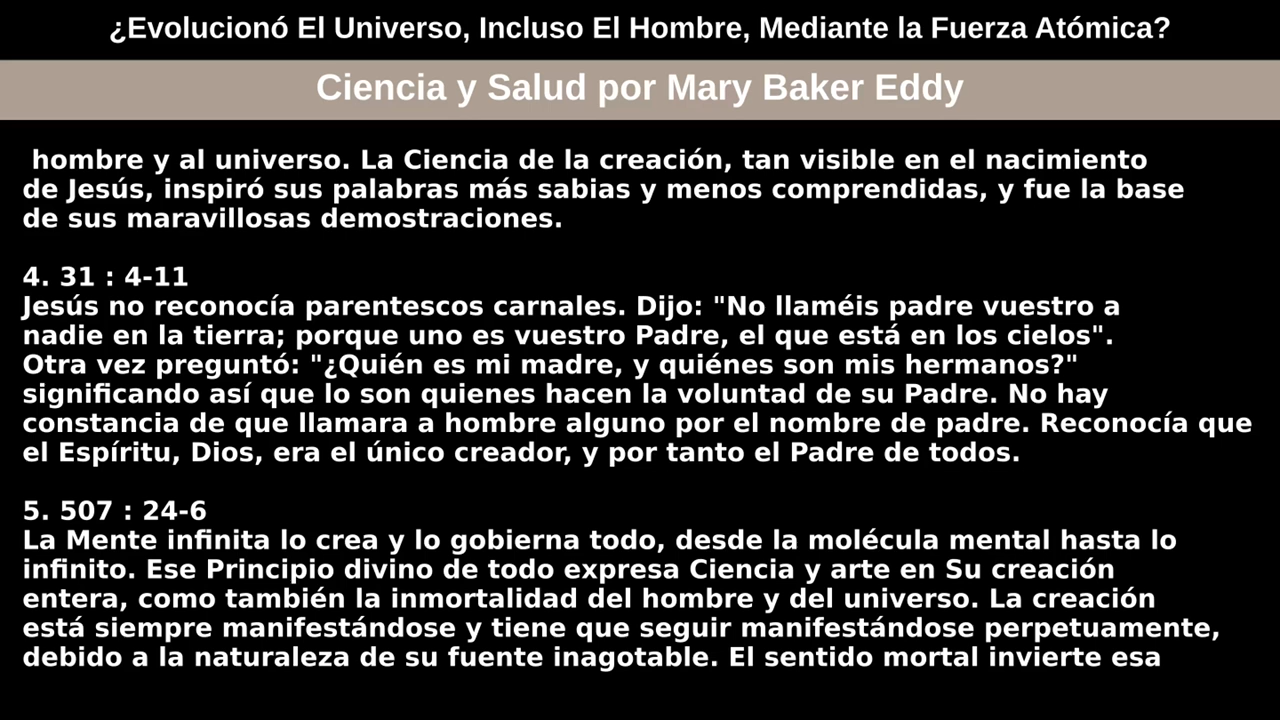 ¿Evolucionó El Universo, Incluso El Hombre, Mediante la Fuerza Atómica?
Ciencia y Salud por Mary Baker Eddy
hombre y al universo. La Ciencia de la creación, tan visible en el nacimiento
de Jesús, inspiró sus palabras más sabias y menos comprendidas, y fue la base
de sus maravillosas demostraciones.
4. 31 : 4-11
Jesús no reconocía parentescos carnales. Dijo: "No llaméis padre vuestro a
nadie en la tierra; porque uno es vuestro Padre, el que está en los cielos".
Otra vez preguntó: "¿Quién es mi madre, y quiénes son mis hermanos?"
significando así que lo son quienes hacen la voluntad de su Padre. No hay
constancia de que llamara a hombre alguno por el nombre de padre. Reconocía que
el Espíritu, Dios, era el único creador, y por tanto el Padre de todos.
5. 507 : 24-6
La Mente infinita lo crea y lo gobierna todo, desde la molécula mental hasta lo
infinito. Ese Principio divino de todo expresa Ciencia y arte en Su creación
entera, como también la inmortalidad del hombre y del universo. La creación
está siempre manifestándose y tiene que seguir manifestándose perpetuamente,
debido a la naturaleza de su fuente inagotable. El sentido mortal invierte esa